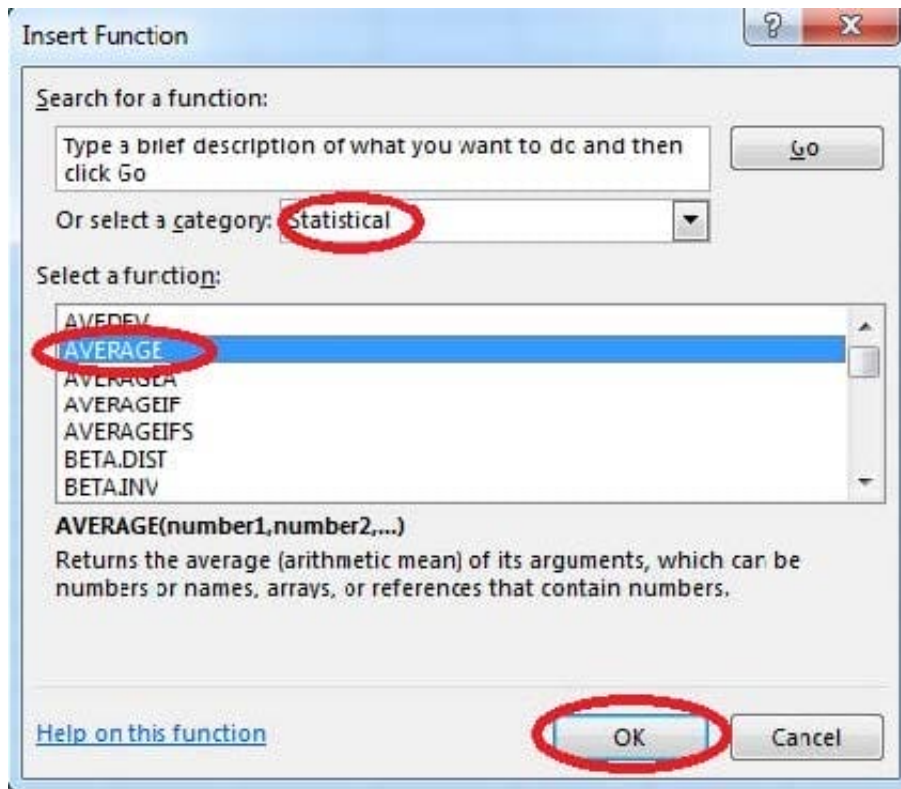 Insert Function
?
X
Search for a function:
Type a brief description of what you want to do and then
click Go
Go
Or select a category: Statistical
Select a function:
AVEDEV
AVERAGE
AVERAGEA
AVERAGEIF
AVERAGEIFS
BETA.DIST
BETA.INV
AVERAGE(number1,number2,...)
Returns the average (arithmetic mean) of its arguments, which can be
numbers or names, arrays, or references that contain numbers.
Help on this function
OK
Cancel